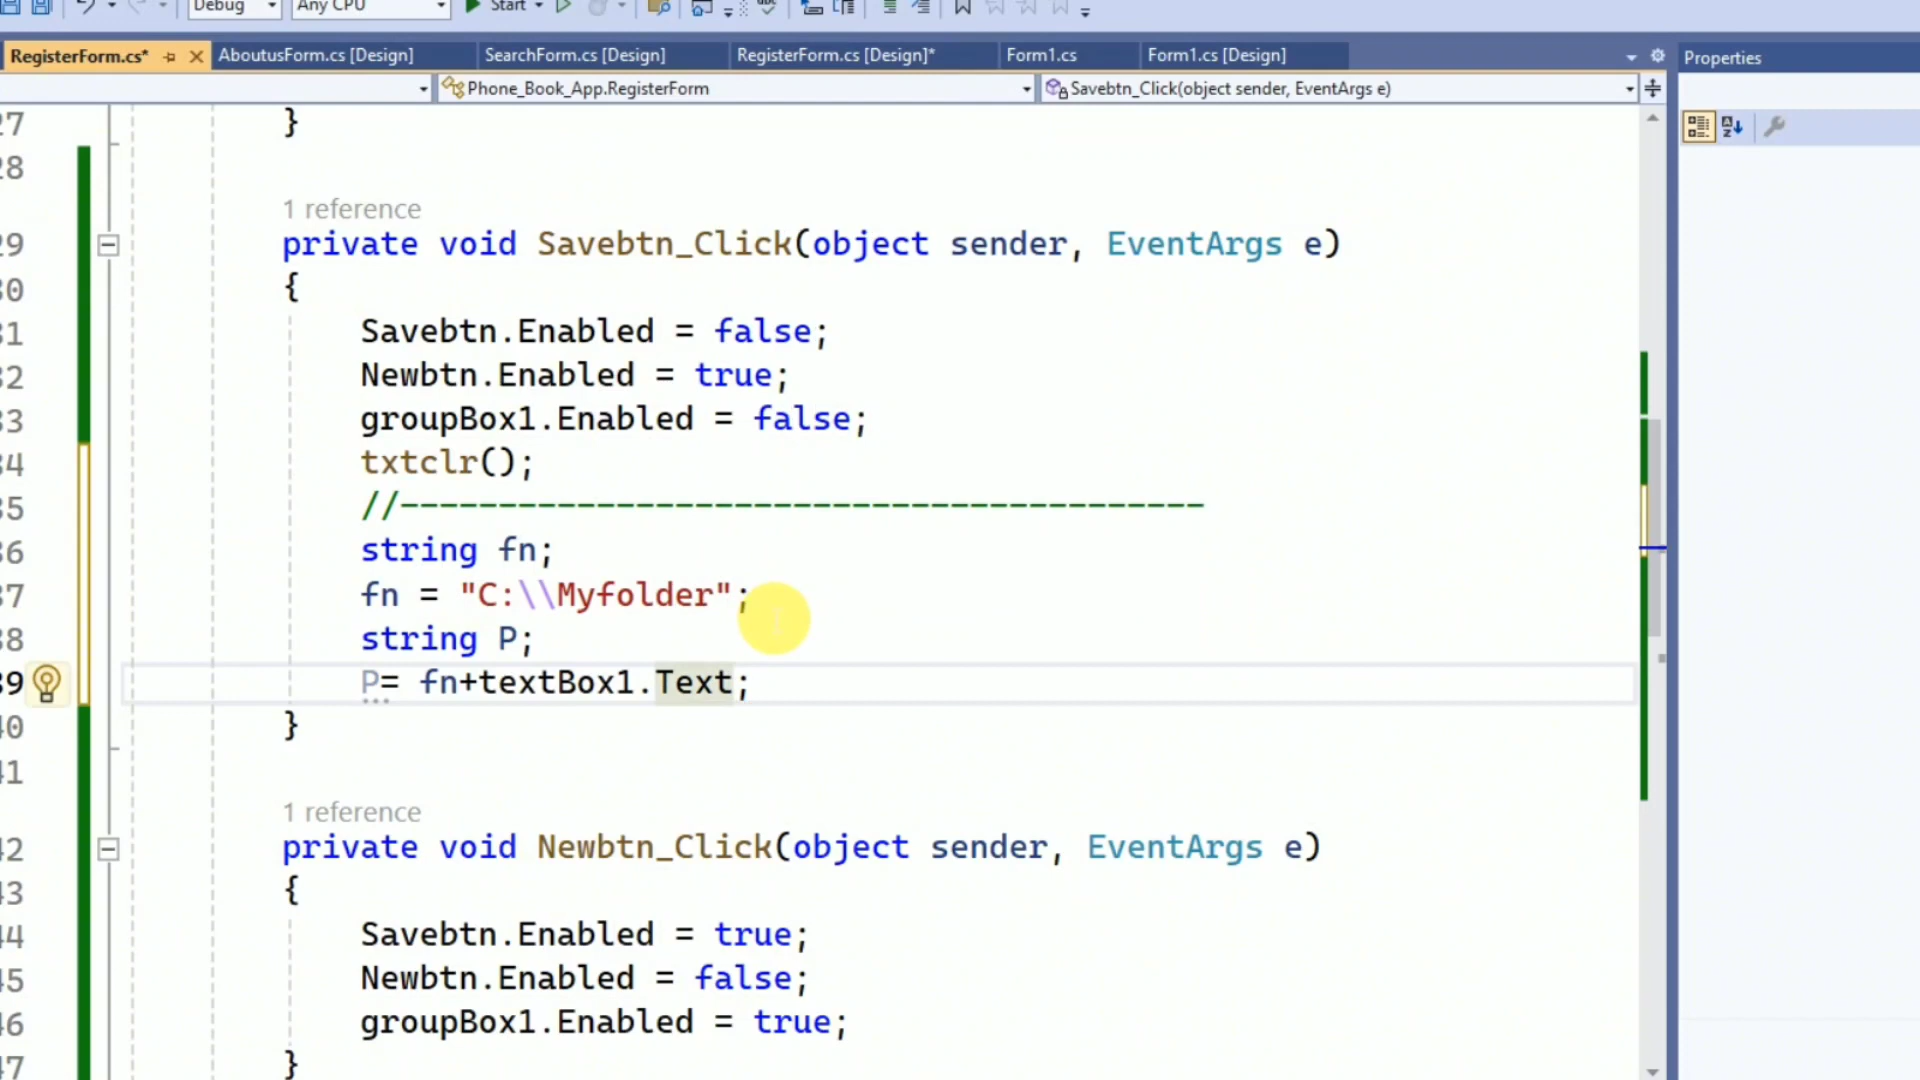 Debug Any CPU Start
RegisterForm.cs* AboutusForm.cs [Design] SearchForm.cs [Design] RegisterForm.cs [Design]* Form1.cs Form1.cs [Design] Properties
Phone_Book_App.RegisterForm Savebtn_Click(object sender, EventArgs e)
27 }
28
1 reference
29 private void Savebtn_Click(object sender, EventArgs e)
30 {
31 Savebtn.Enabled = false;
32 Newbtn.Enabled = true;
33 groupBox1.Enabled = false;
34 txtclr();
35 //-----------------------------------------
36 string fn;
37 fn = "C:\\Myfolder";
38 string P;
39 P= fn+textBox1.Text;
40 }
41
1 reference
42 private void Newbtn_Click(object sender, EventArgs e)
43 {
44 Savebtn.Enabled = true;
45 Newbtn.Enabled = false;
46 groupBox1.Enabled = true;
47 }